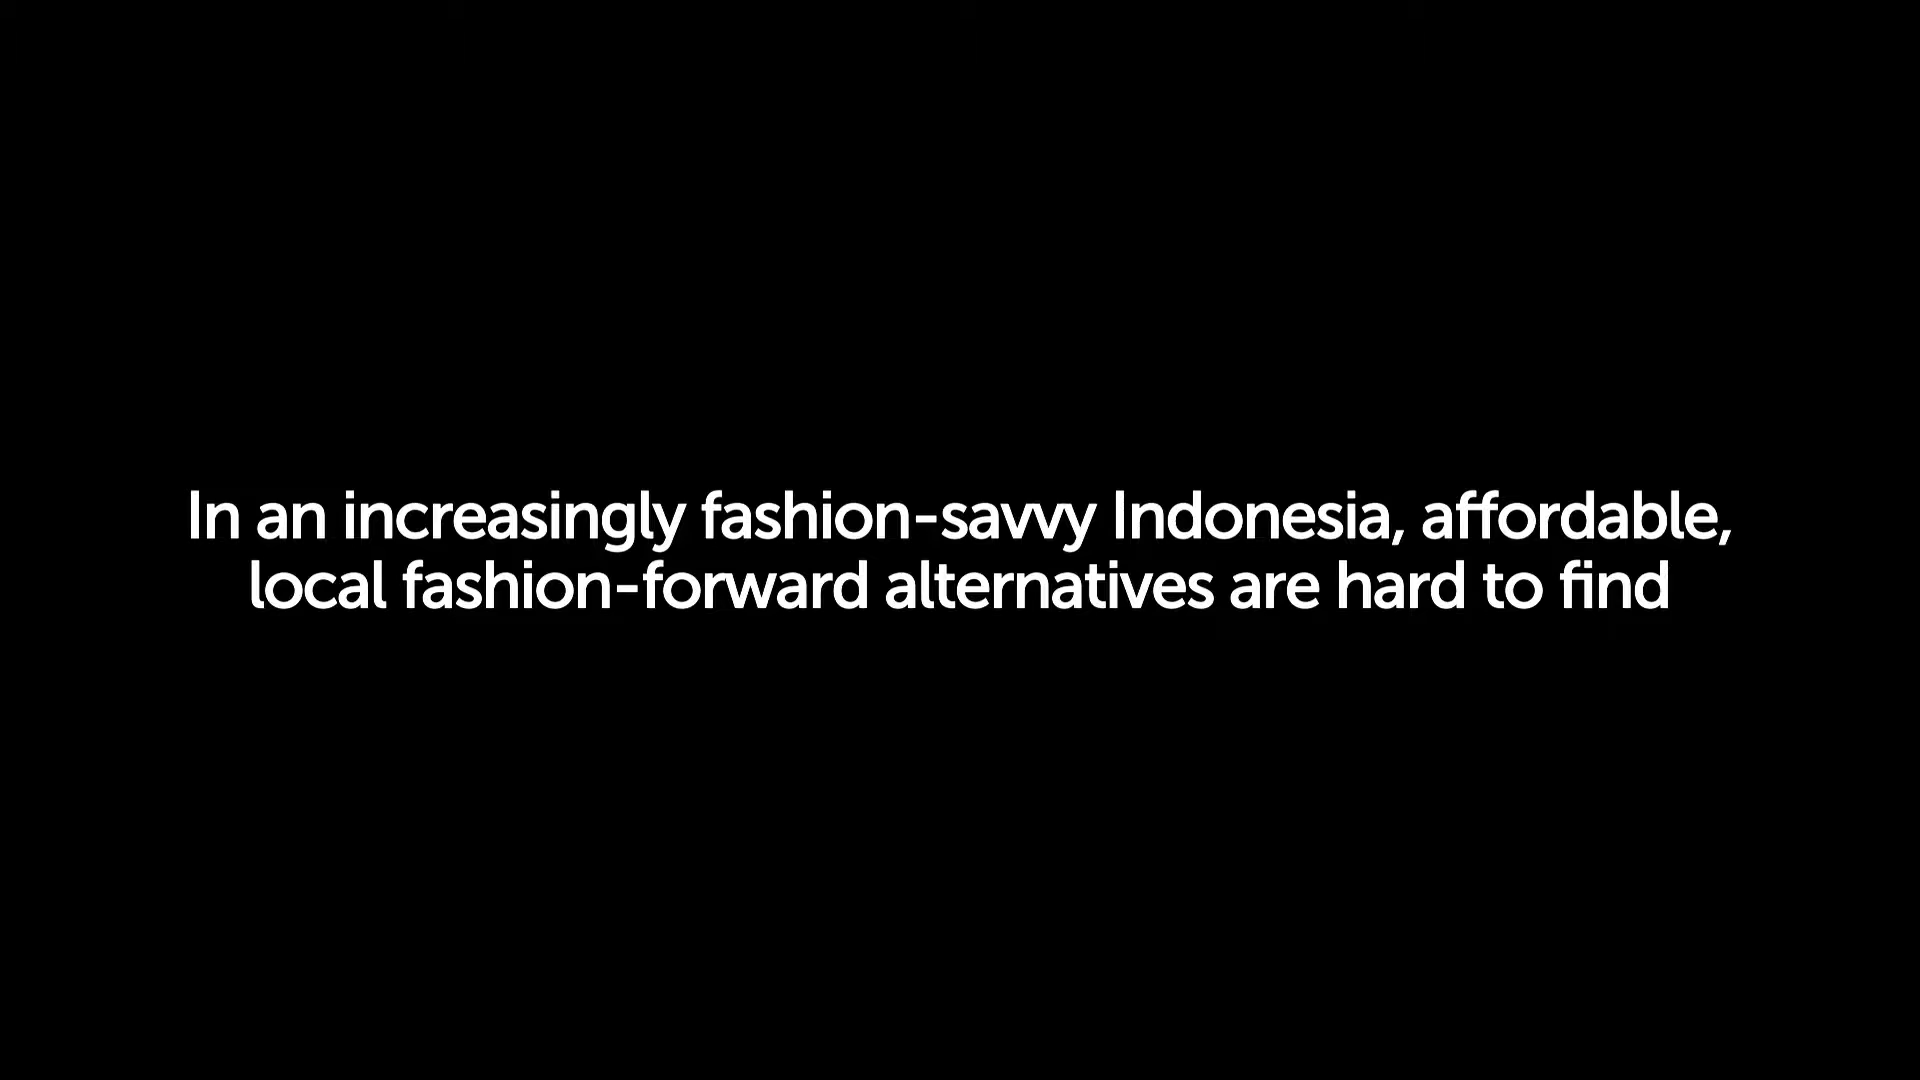 In an increasingly fashion-savvy Indonesia, affordable,
local fashion-forward alternatives are hard to find